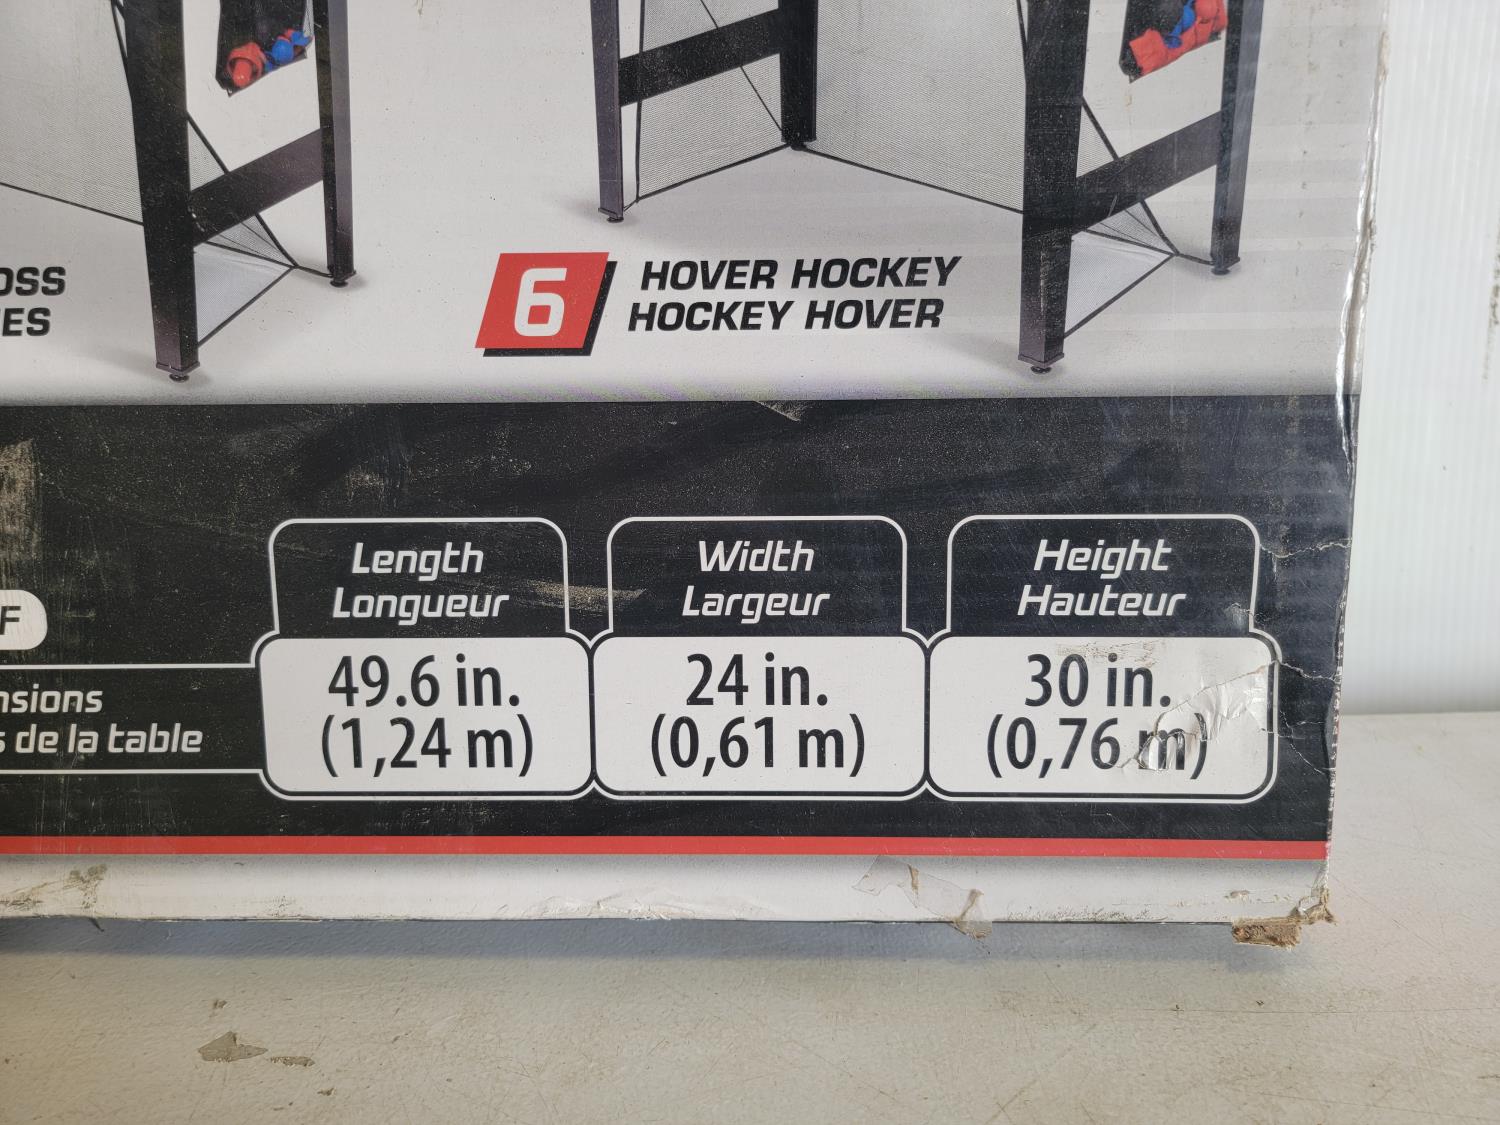 OSS
ES
6
HOVER HOCKEY
HOCKEY HOVER
Length
Longueur
49.6 in.
(1,24 m)
Width
Largeur
24 in.
(0,61 m)
Height
Hauteur
30 in.
(0,76 m)
F
nsions
s de la table